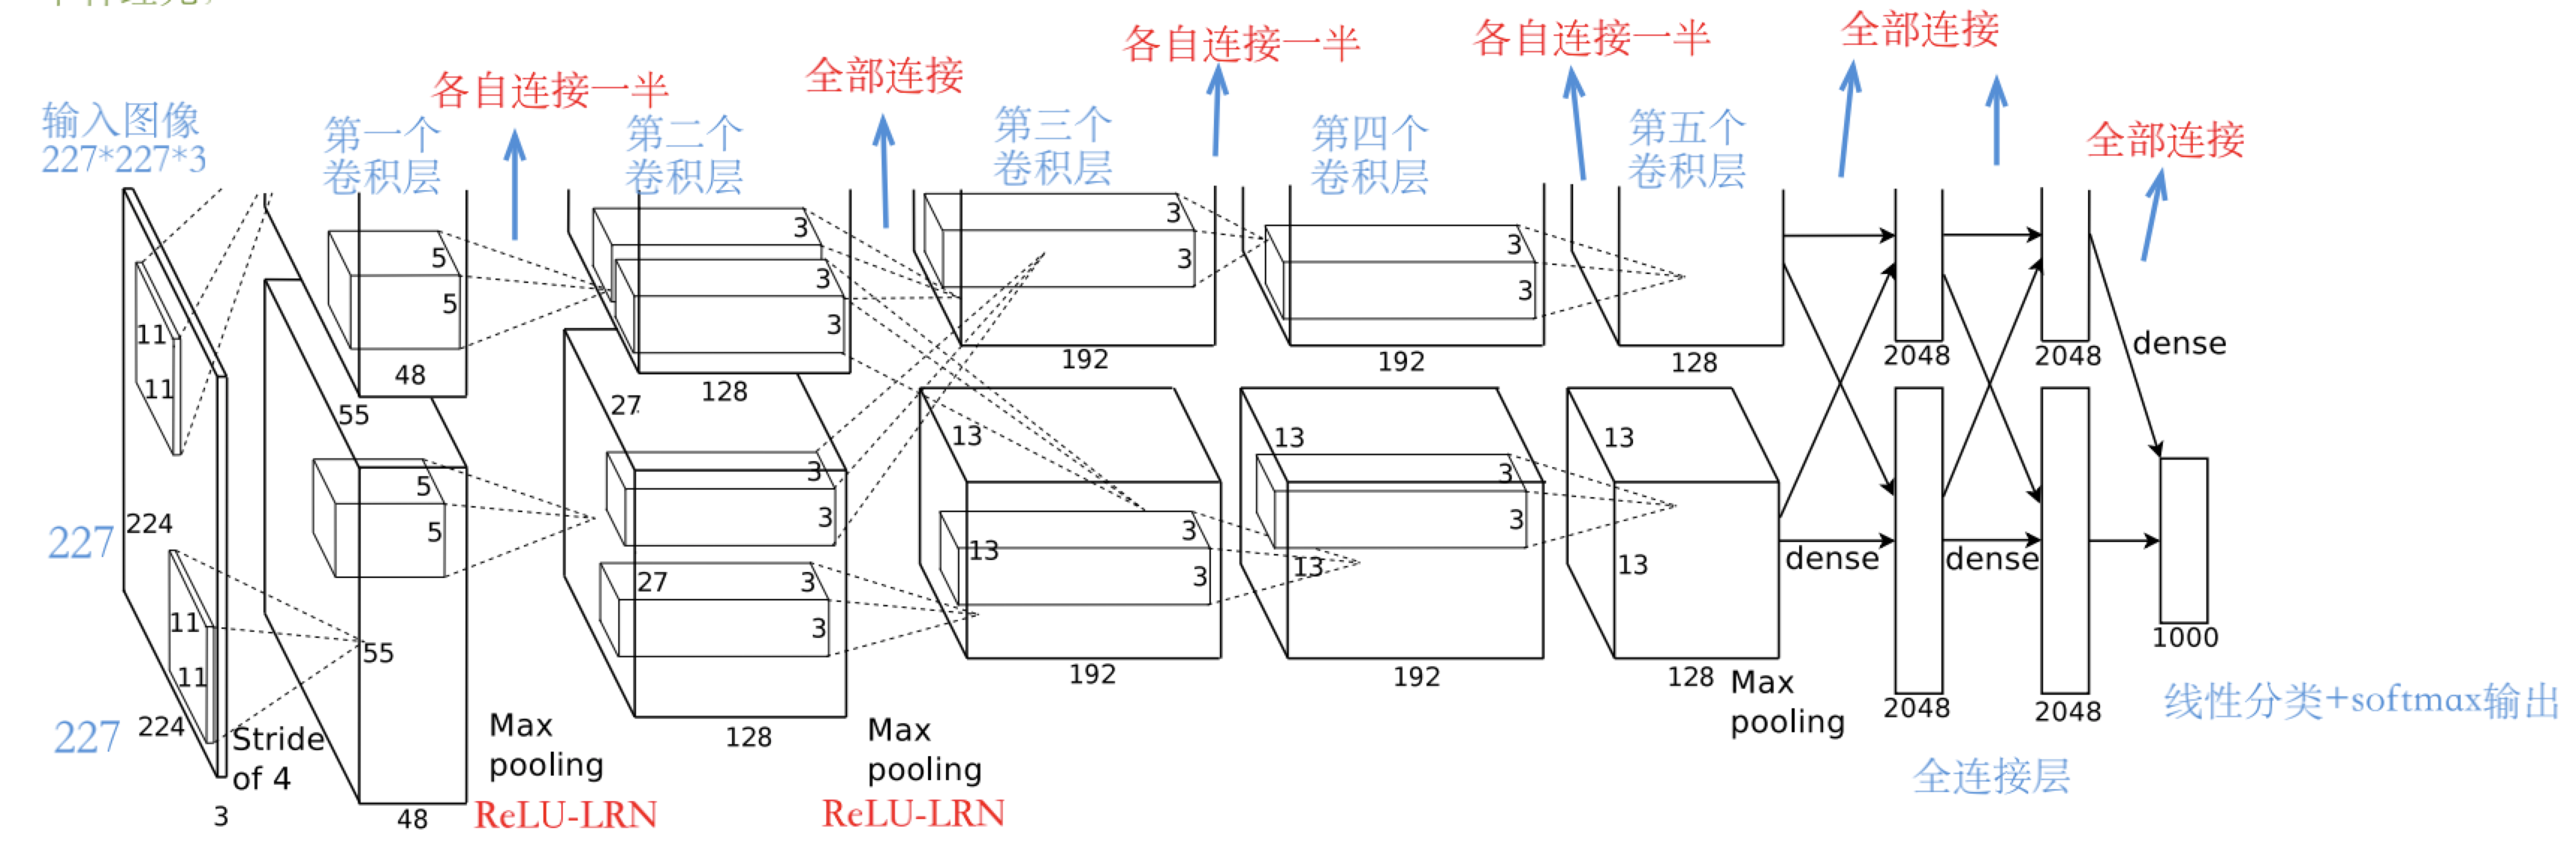 各自连接一半
各自连接一半
全部连接
全部连接
各自连接一半
全部连接
输入图像
227*227*3
第一个
卷积层
第二个
卷积层
第三个
卷积层
第四个
卷积层
第五个
卷积层
5
5
48
3
3
3
3
128
3
3
192
3
3
192
128
2048
2048
dense
11
11
55
27
13
13
13
5
5
3
3
3
3
13
3
3
13
3
3
13
227
224
11
11
55
27
dense
dense
1000
227
224
Stride
of 4
3
48
Max
pooling
ReLU-LRN
128
Max
pooling
ReLU-LRN
192
192
128
Max
pooling
2048
2048
线性分类+softmax输出
全连接层